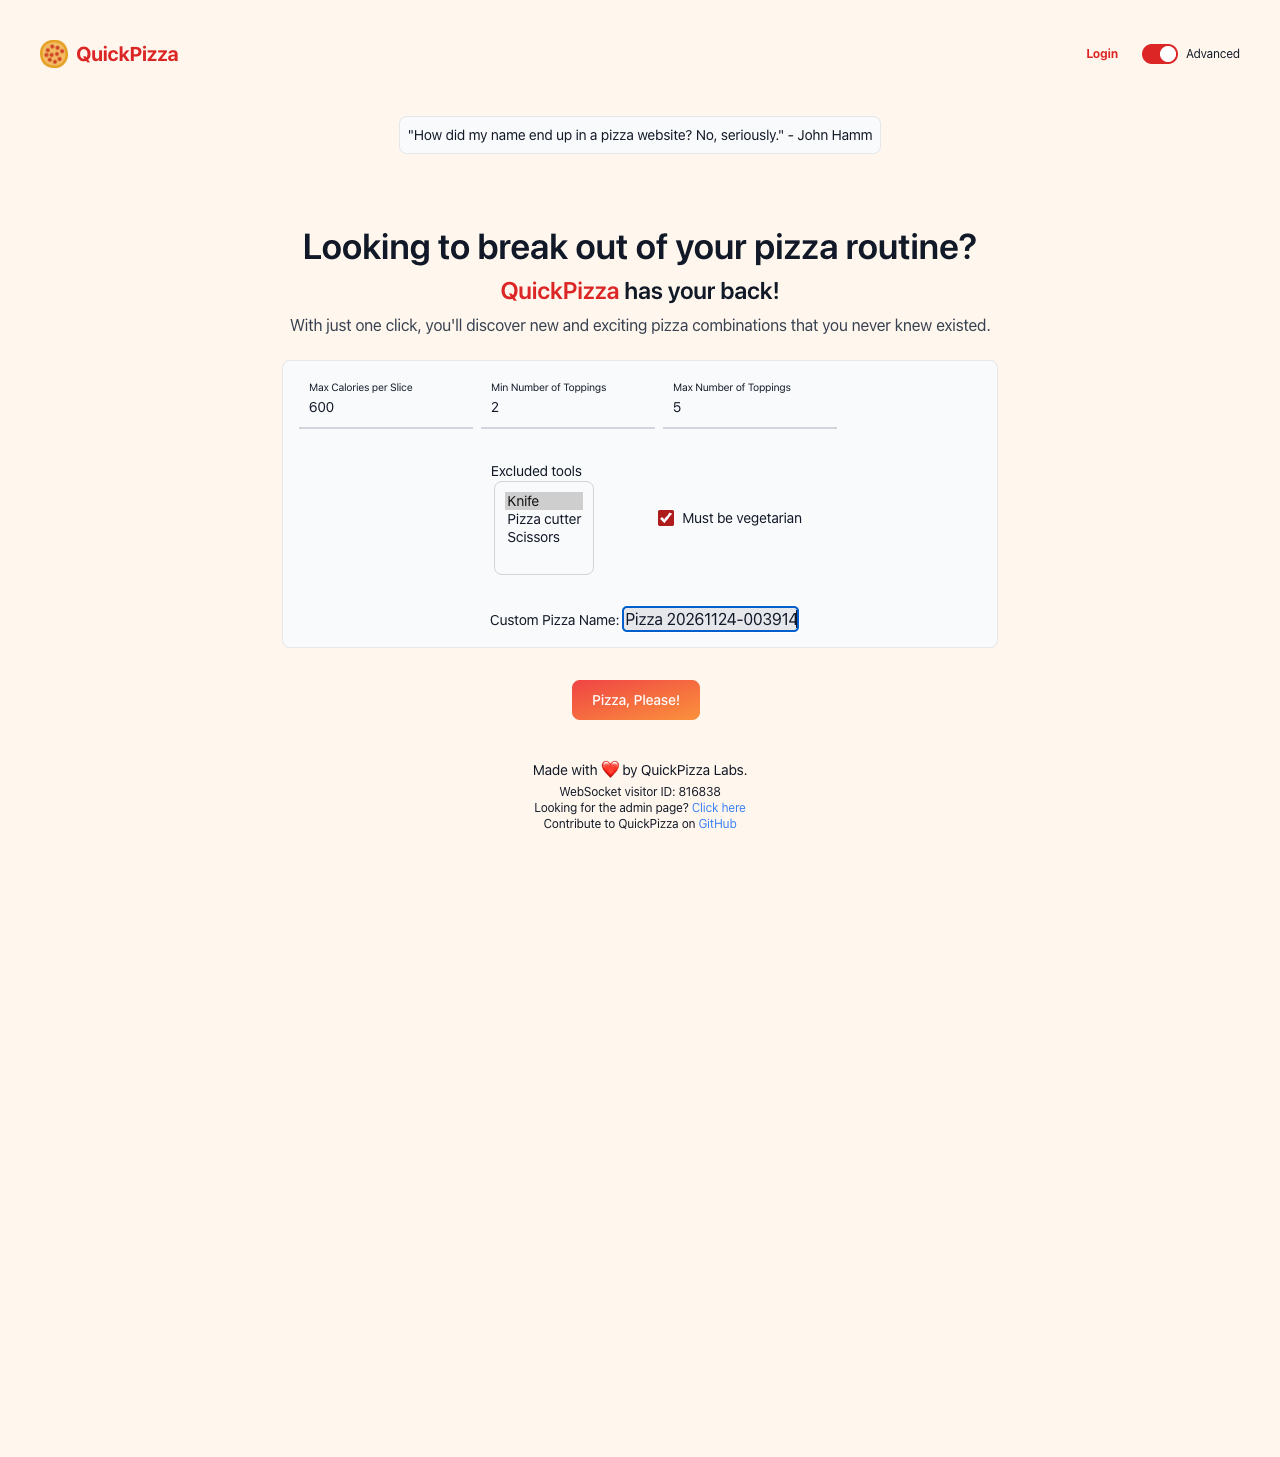 QuickPizza
Login
Advanced
"How did my name end up in a pizza website? No, seriously." - John Hamm
Looking to break out of your pizza routine?
QuickPizza has your back!
With just one click, you'll discover new and exciting pizza combinations that you never knew existed.
Max Calories per Slice
600
Min Number of Toppings
2
Max Number of Toppings
5
Excluded tools
Knife
Pizza cutter
Scissors
Must be vegetarian
Custom Pizza Name: Pizza 20261124-003914
Pizza, Please!
Made with ❤️ by QuickPizza Labs.
WebSocket visitor ID: 816838
Looking for the admin page? Click here
Contribute to QuickPizza on GitHub